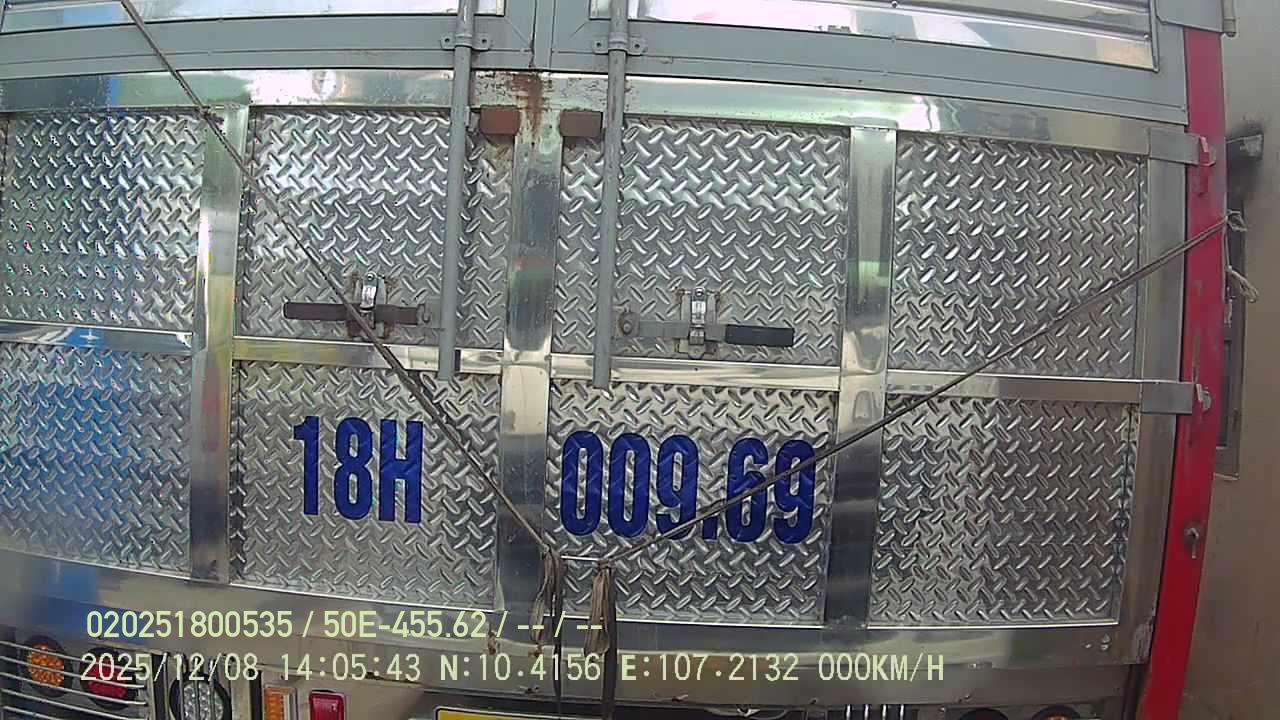 18H 009.69
020251800535 / 50E-455.62 / -- / --
2025/12/08 14:05:43 N:10.4156 E:107.2132 000KM/H